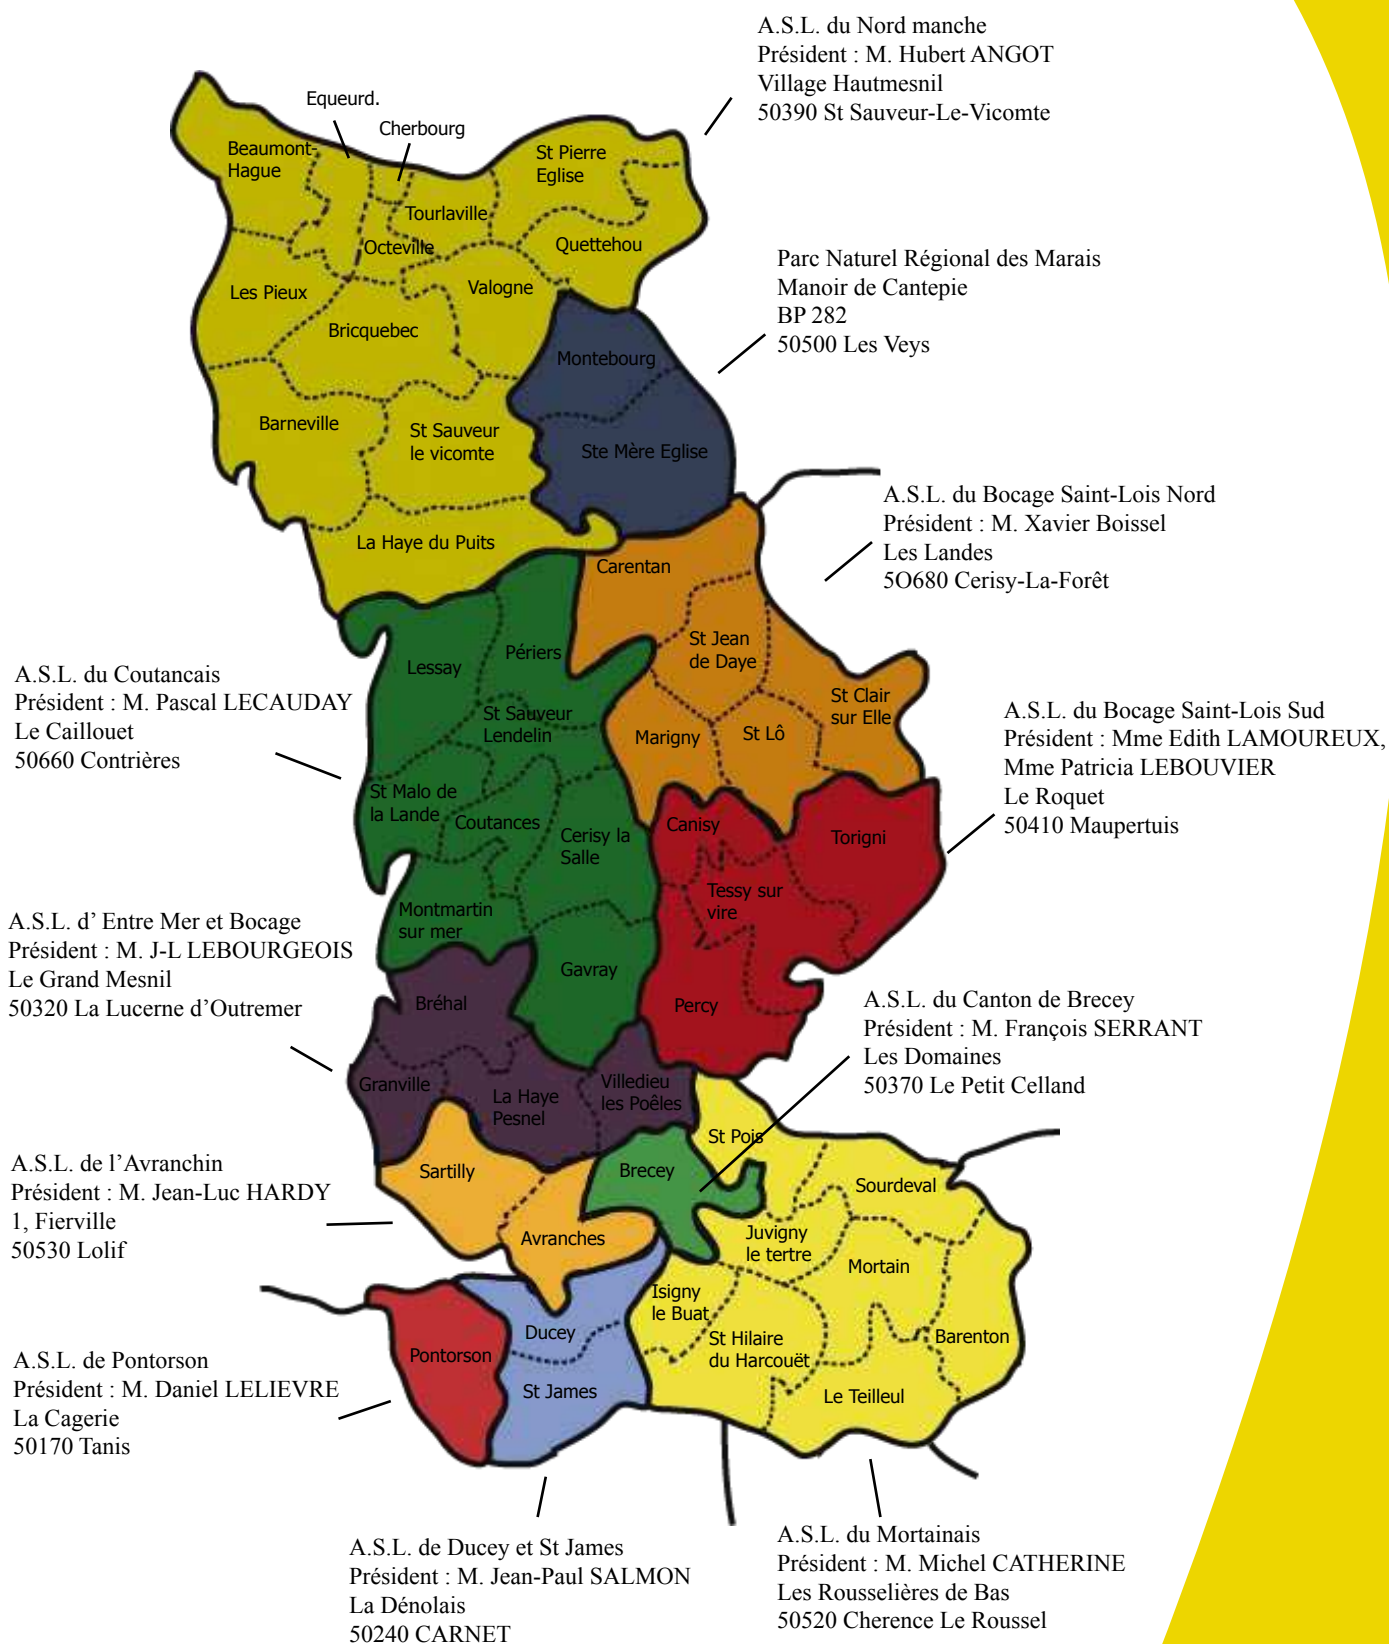 A.S.L. du Nord manche
Président : M. Hubert ANGOT
Village Hautmesnil
50390 St Sauveur-Le-Vicomte
Equeurd.
Cherbourg
Beaumont-
Hague
St Pierre
Eglise
Tourlaville
Octeville
Quettehou
Les Pieux
Valogne
Bricquebec
Barneville
St Sauveur
le vicomte
La Haye du Puits
Parc Naturel Régional des Marais
Manoir de Cantepie
BP 282
50500 Les Veys
Montebourg
Ste Mère Eglise
A.S.L. du Bocage Saint-Lois Nord
Président : M. Xavier Boissel
Les Landes
5O680 Cerisy-La-Forêt
Carentan
St Jean
de Daye
St Clair
sur Elle
Marigny
St Lô
A.S.L. du Coutancais
Président : M. Pascal LECAUDAY
Le Caillouet
50660 Contrières
Lessay
Périers
St Sauveur
Lendelin
St Malo de
la Lande
Coutances
Cerisy la
Salle
Montmartin
sur mer
Gavray
A.S.L. du Bocage Saint-Lois Sud
Président : Mme Edith LAMOUREUX,
Mme Patricia LEBOUVIER
Le Roquet
50410 Maupertuis
Canisy
Torigni
Tessy sur
vire
Percy
A.S.L. d’ Entre Mer et Bocage
Président : M. J-L LEBOURGEOIS
Le Grand Mesnil
50320 La Lucerne d’Outremer
Bréhal
Granville
La Haye
Pesnel
Villedieu
les Poêles
A.S.L. du Canton de Brecey
Président : M. François SERRANT
Les Domaines
50370 Le Petit Celland
Brecey
A.S.L. de l’Avranchin
Président : M. Jean-Luc HARDY
1, Fierville
50530 Lolif
Sartilly
Avranches
St Pois
Sourdeval
Juvigny
le tertre
Mortain
Isigny
le Buat
St Hilaire
du Harcouët
Barenton
Le Teilleul
A.S.L. de Pontorson
Président : M. Daniel LELIEVRE
La Cagerie
50170 Tanis
Pontorson
Ducey
St James
A.S.L. de Ducey et St James
Président : M. Jean-Paul SALMON
La Dénolais
50240 CARNET
A.S.L. du Mortainais
Président : M. Michel CATHERINE
Les Rousselières de Bas
50520 Cherence Le Roussel